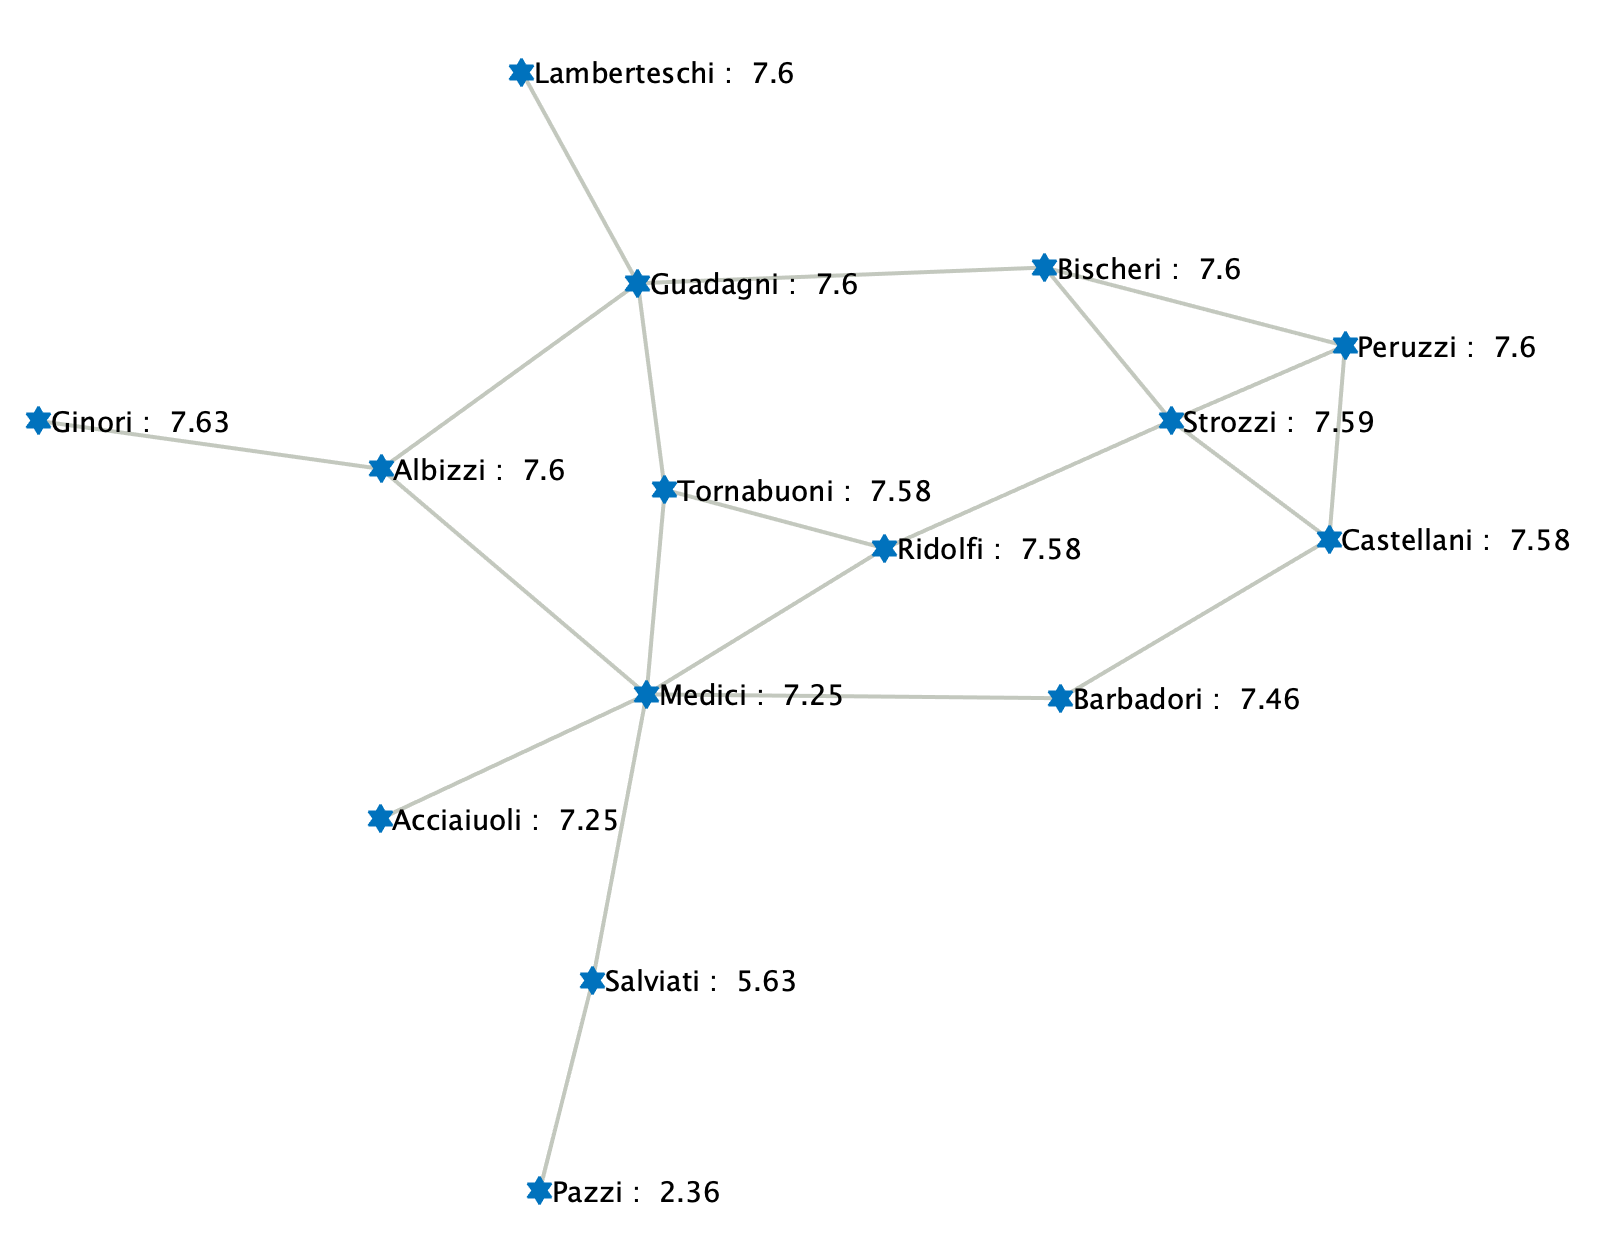 Lamberteschi :  7.6
Bischeri :  7.6
Guadagni :  7.6
Peruzzi :  7.6
Ginori :  7.63
Strozzi :  7.59
Albizzi :  7.6
Tornabuoni :  7.58
Castellani :  7.58
Ridolfi :  7.58
Medici :  7.25
Barbadori :  7.46
Acciaiuoli :  7.25
Salviati :  5.63
Pazzi :  2.36